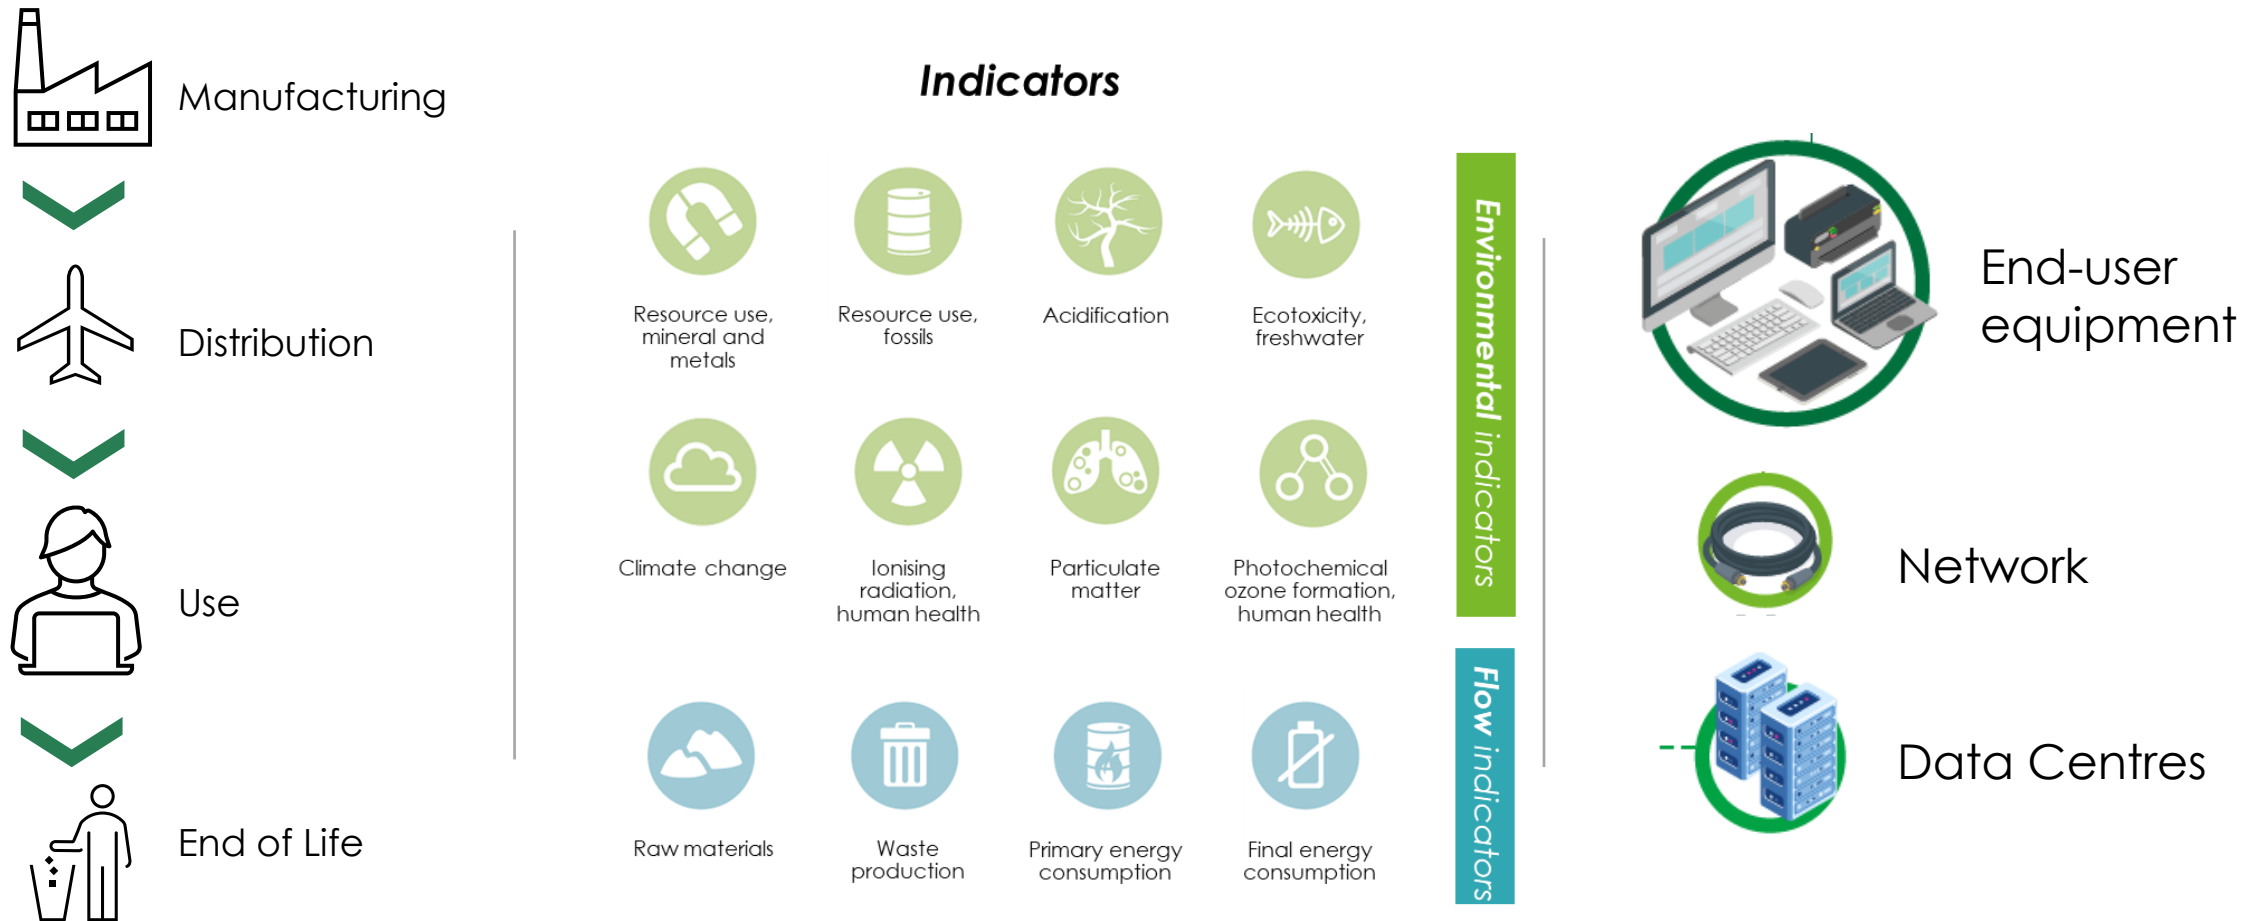 Manufacturing
Distribution
Use
End of Life
Indicators
Resource use,
mineral and
metals
Resource use,
fossils
Acidification
Ecotoxicity,
freshwater
Climate change
Ionising
radiation,
human health
Particulate
matter
Photochemical
ozone formation,
human health
Raw materials
Waste
production
Primary energy
consumption
Final energy
consumption
Environmental indicators
Flow indicators
End-user
equipment
Network
Data Centres